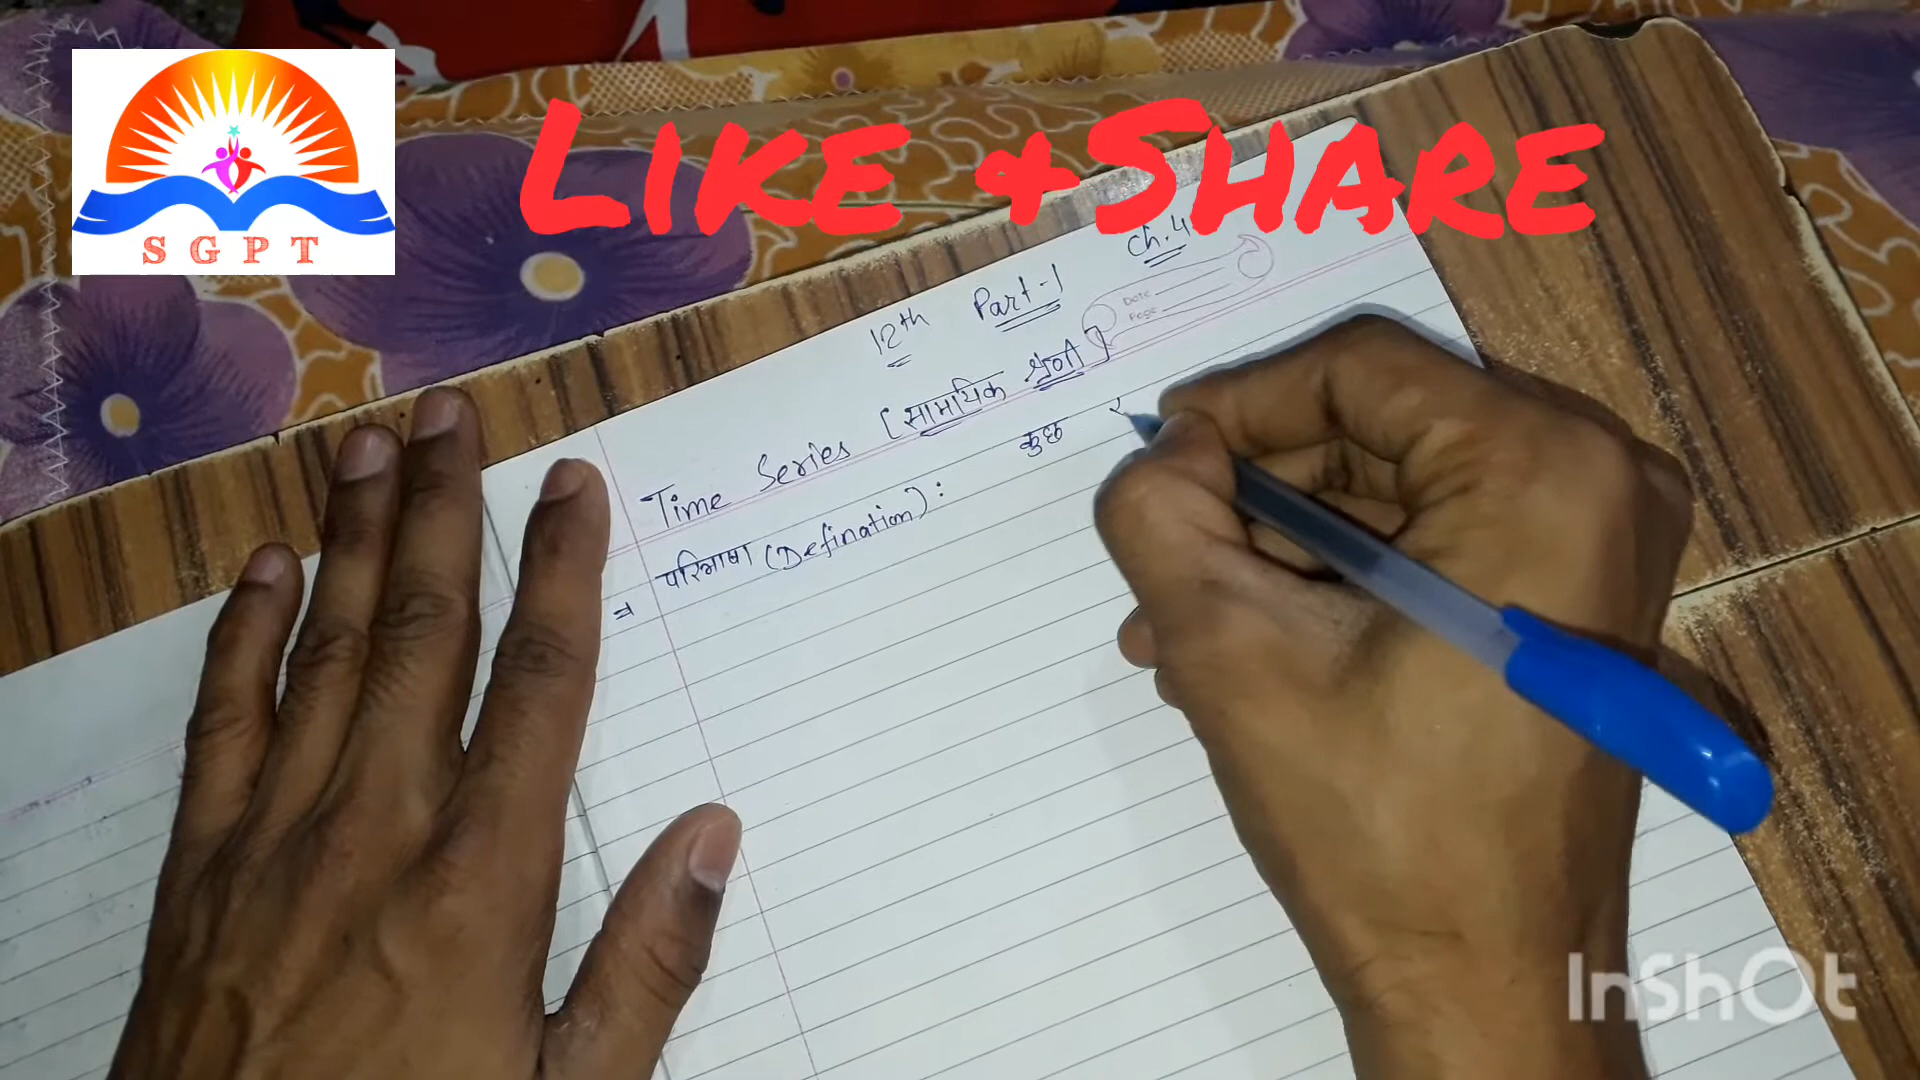 SGPT
LIKE & SHARE
12th Part-1 Ch.4
Date
Page
Time Series [सामयिक श्रेणी]
⇒ परिभाषा (Defination): कुछ
InShOt